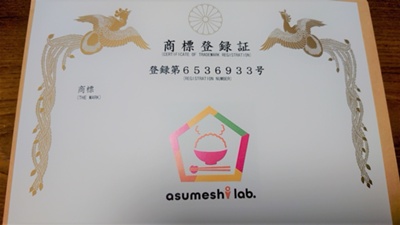 商標登録証
(CERTIFICATE OF TRADEMARK REGISTRATION)
登録第6536933号
(REGISTRATION NUMBER)
商標
(THE MARK)
asumeshi lab.